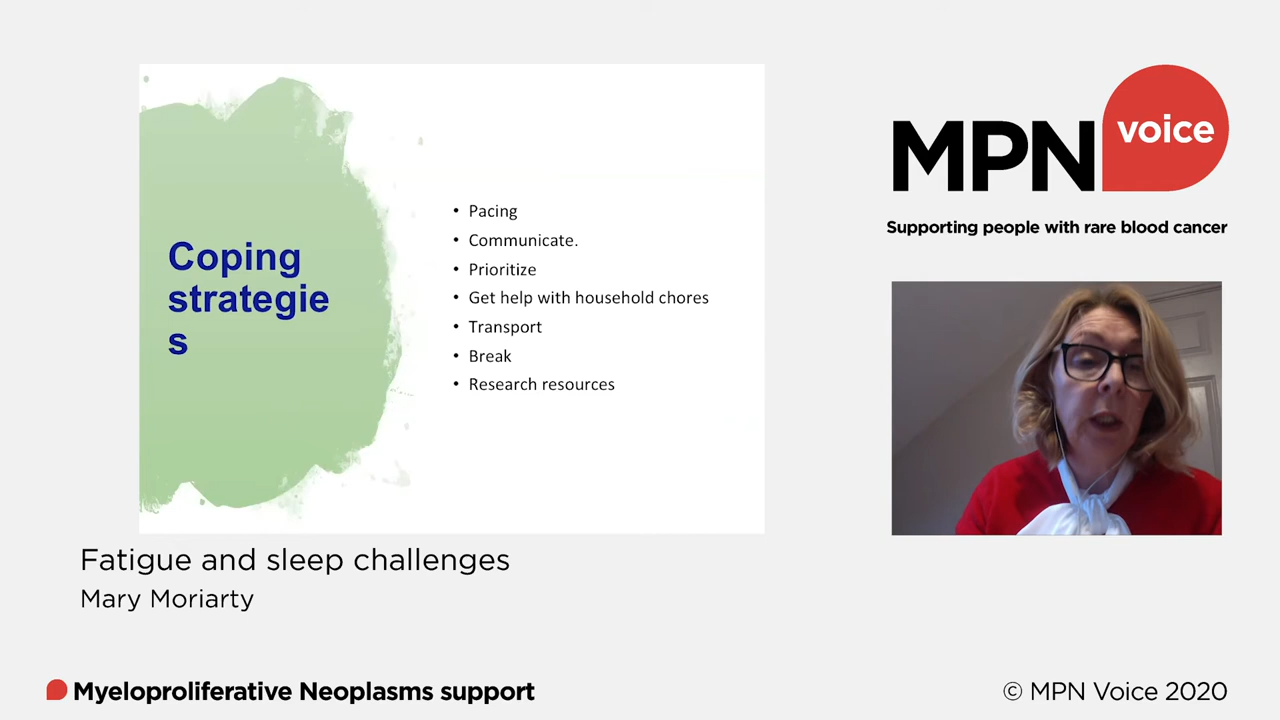 Coping
strategie
s
• Pacing
• Communicate.
• Prioritize
• Get help with household chores
• Transport
• Break
• Research resources
MPN voice
Supporting people with rare blood cancer
Fatigue and sleep challenges
Mary Moriarty
Myeloproliferative Neoplasms support
© MPN Voice 2020